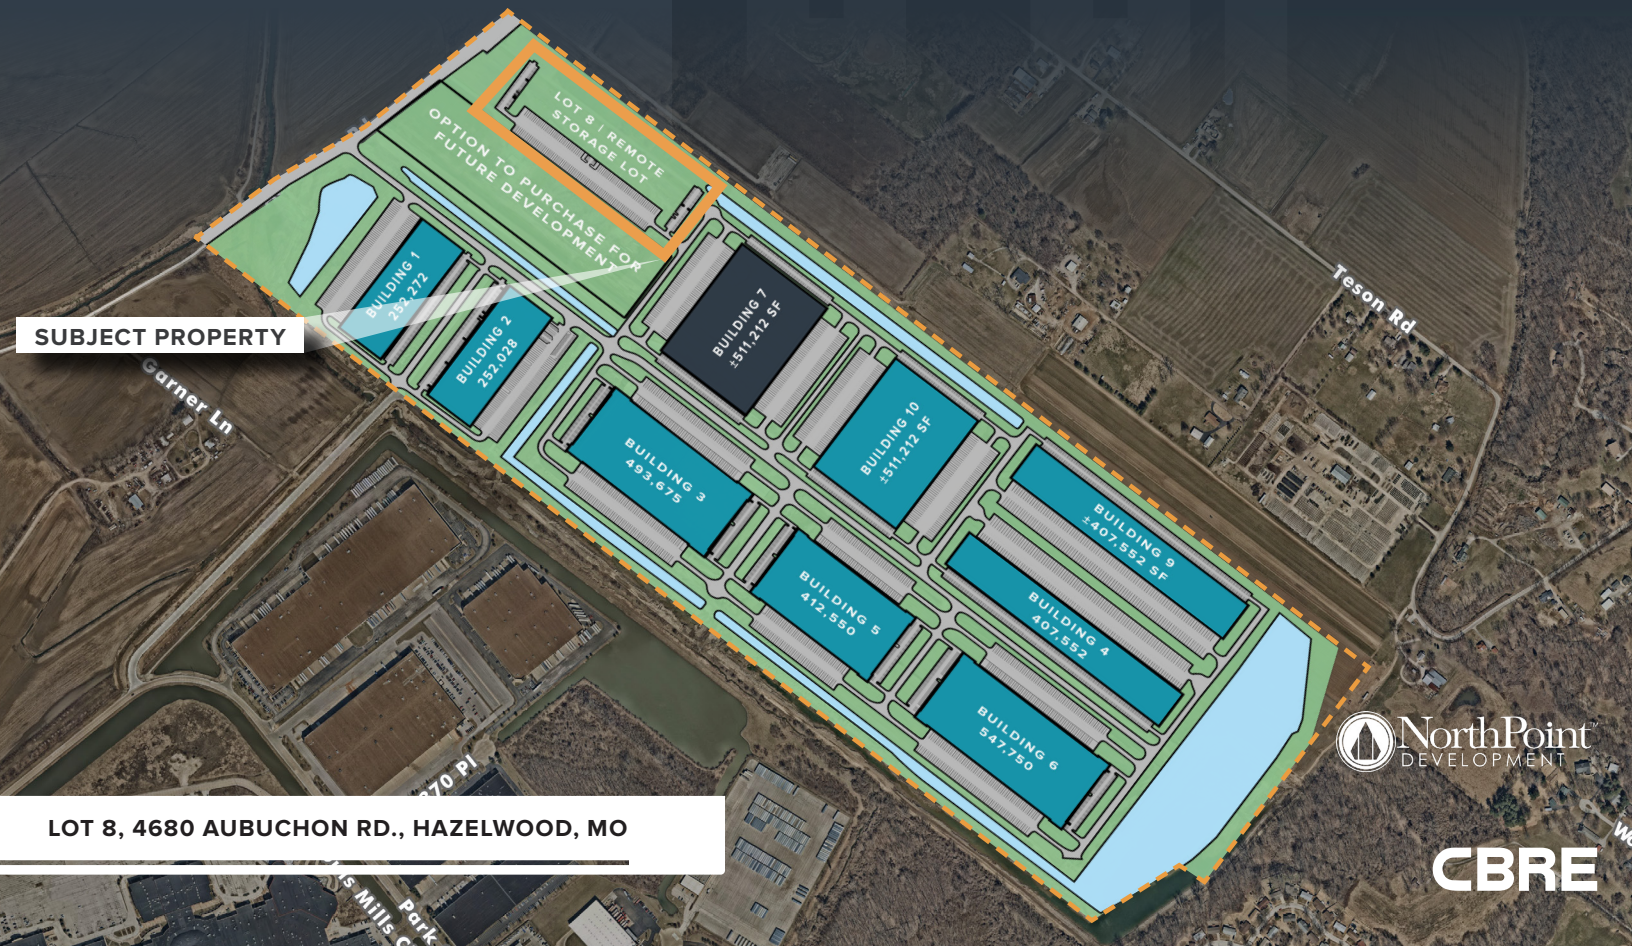 LOT 8 | REMOTE
STORAGE LOT
OPTION TO PURCHASE FOR
FUTURE DEVELOPMENT
BUILDING 1
252,272
BUILDING 2
252,028
SUBJECT PROPERTY
Garner Ln
BUILDING 7
±511,212 SF
Teson Rd
BUILDING 10
±511,212 SF
BUILDING 3
493,675
BUILDING 9
±407,552 SF
BUILDING 5
412,550
BUILDING 4
407,552
BUILDING 6
547,750
NorthPoint™
DEVELOPMENT
370 Pl
LOT 8, 4680 AUBUCHON RD., HAZELWOOD, MO
CBRE
Mills
Park